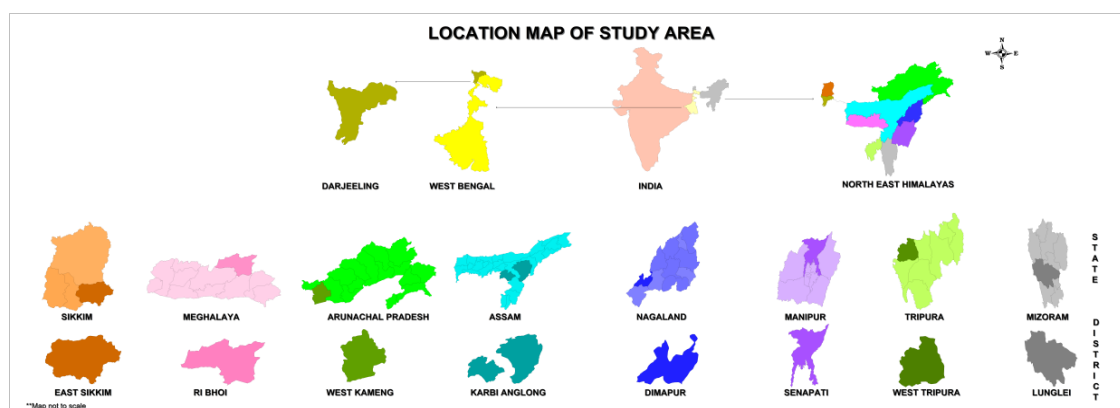 LOCATION MAP OF STUDY AREA
N
W E
S
DARJEELING
WEST BENGAL
INDIA
NORTH EAST HIMALAYAS
SIKKIM
MEGHALAYA
ARUNACHAL PRADESH
ASSAM
NAGALAND
MANIPUR
TRIPURA
MIZORAM
STATE
EAST SIKKIM
RI BHOI
WEST KAMENG
KARBI ANGLONG
DIMAPUR
SENAPATI
WEST TRIPURA
LUNGLEI
DISTRICT
**Map not to scale